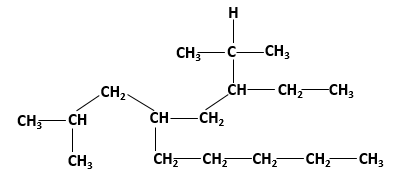 H
CH₃—C—CH₃
CH₂ CH—CH₂—CH₃
CH₃—CH CH—CH₂
CH₃ CH₂—CH₂—CH₂—CH₂—CH₃